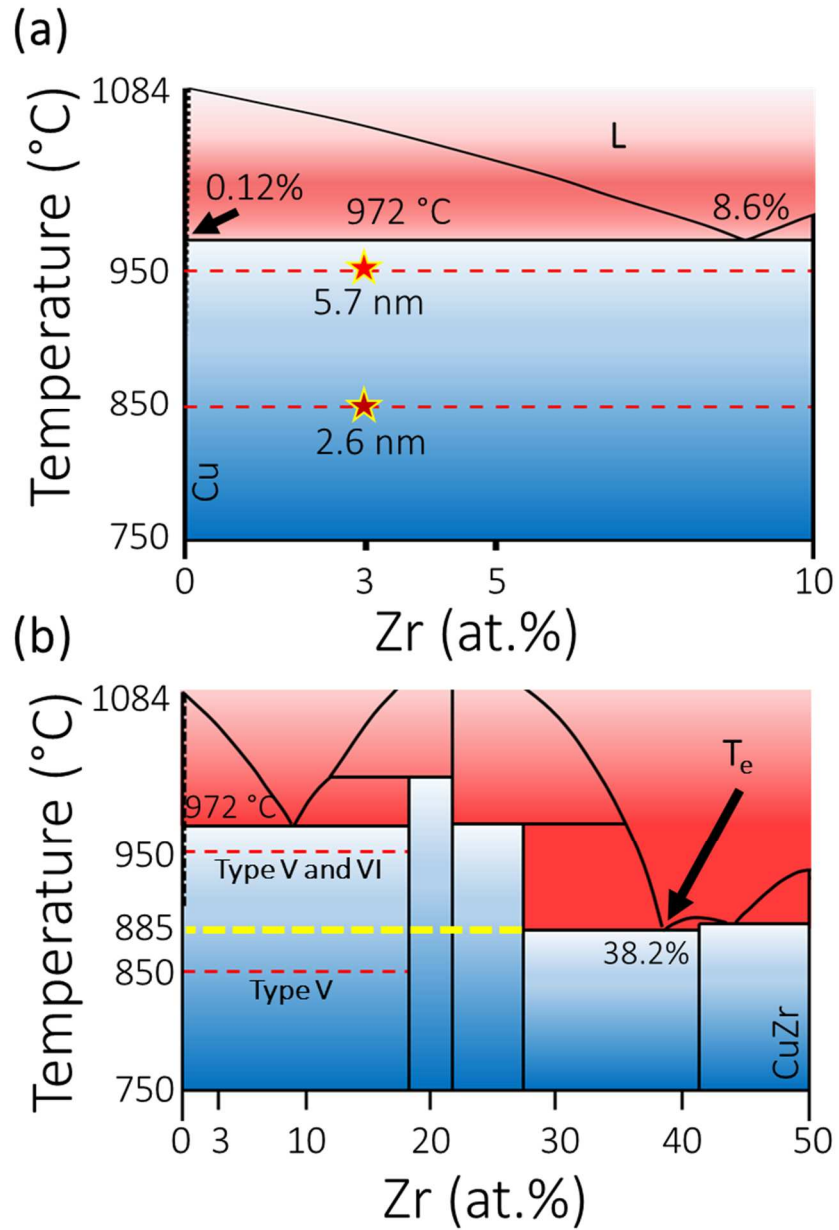 (a)
Temperature (°C)
1084
950
850
750
0.12%
972 °C
L
8.6%
5.7 nm
2.6 nm
Cu
0
3
5
10
Zr (at.%)
(b)
Temperature (°C)
1084
950
885
850
750
972 °C
Type V and VI
Type V
Te
38.2%
CuZr
0
3
10
20
30
40
50
Zr (at.%)